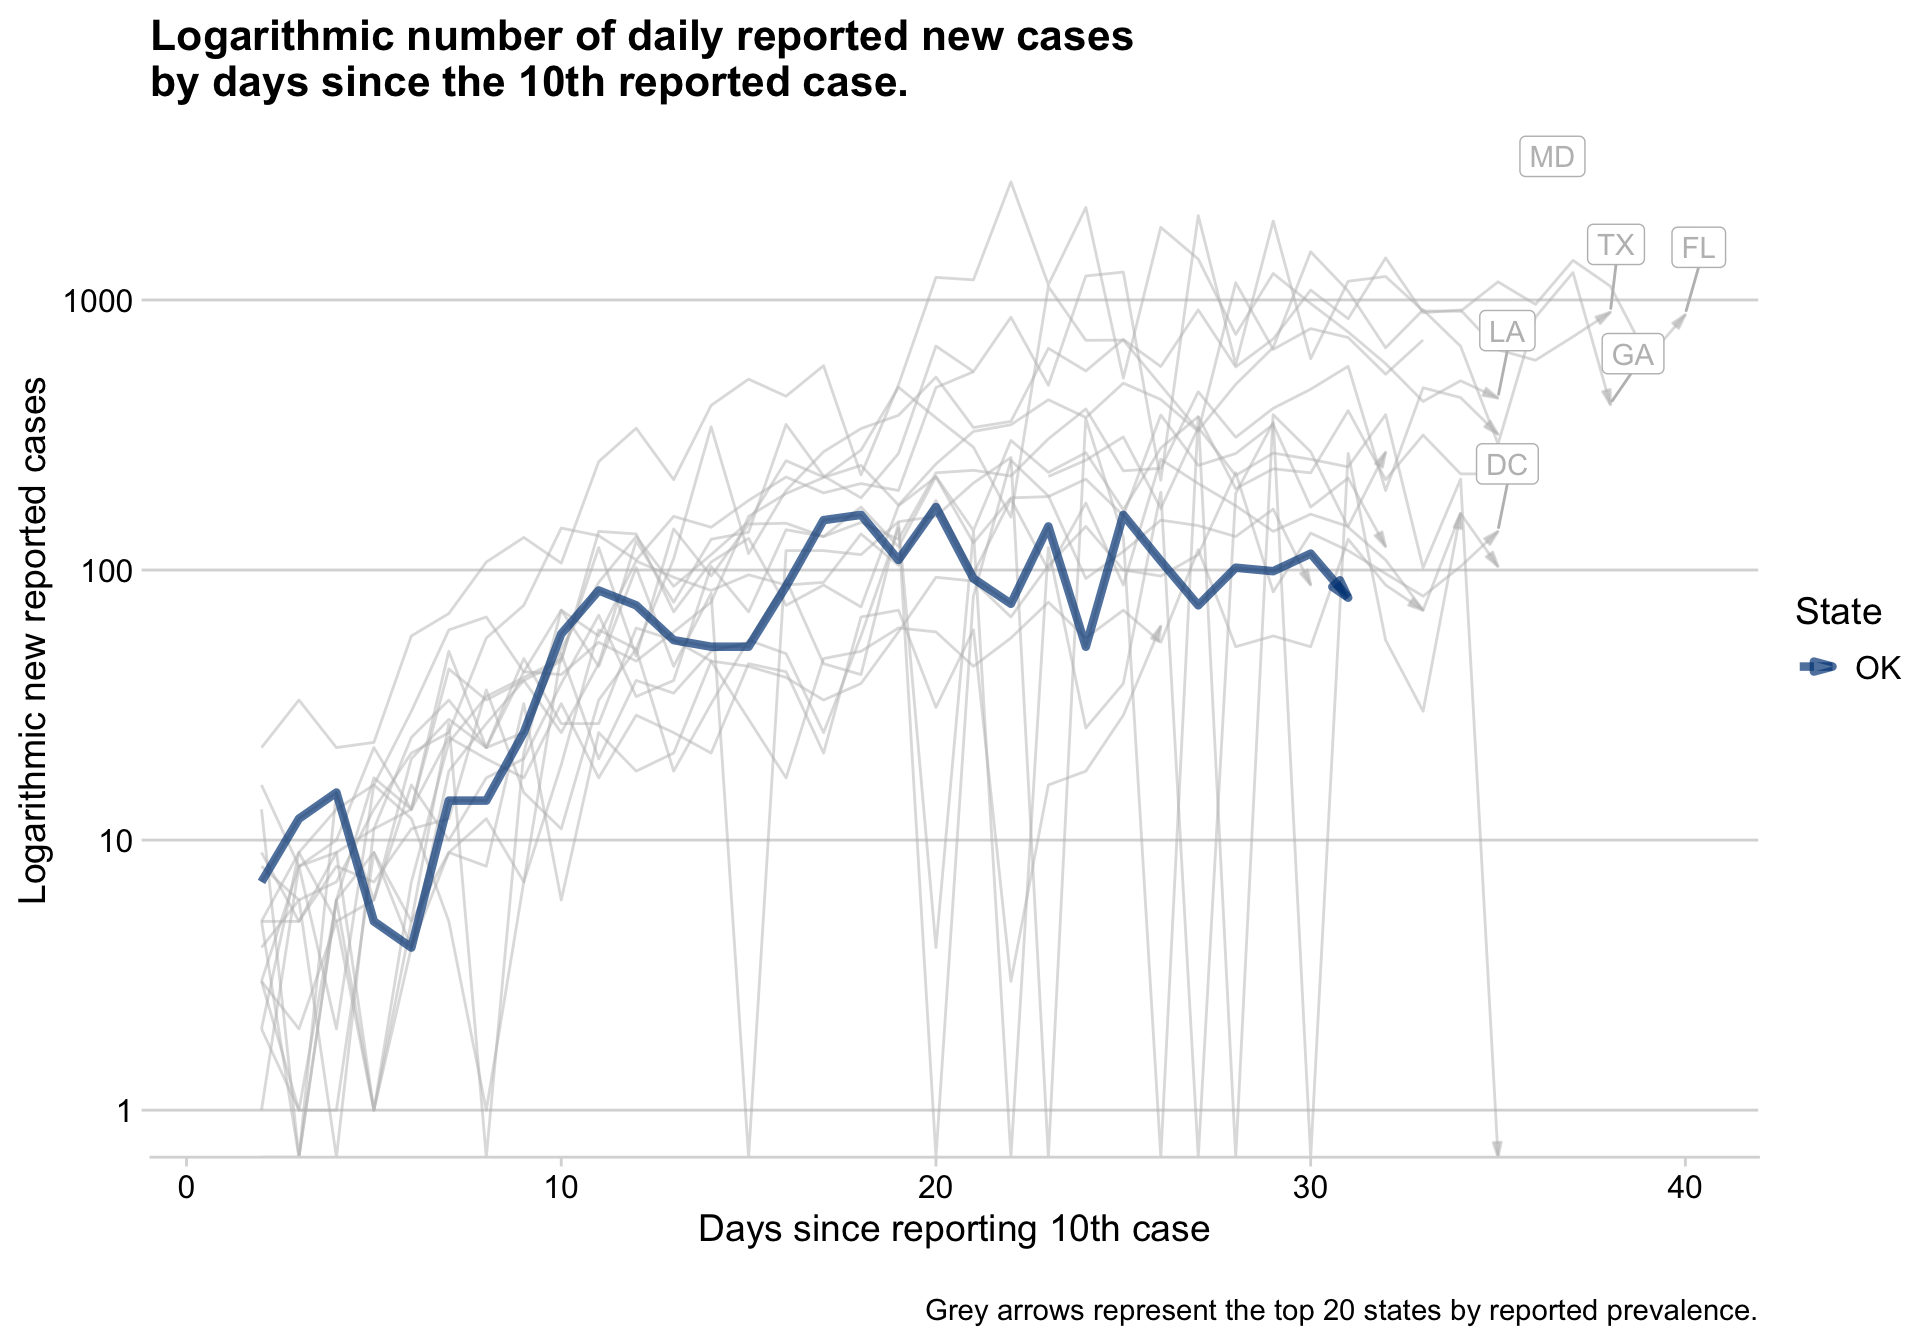 Logarithmic number of daily reported new cases
by days since the 10th reported case.
MD
TX
FL
LA
GA
DC
Logarithmic new reported cases
1000
100
10
1
0
10
20
30
40
Days since reporting 10th case
State
OK
Grey arrows represent the top 20 states by reported prevalence.